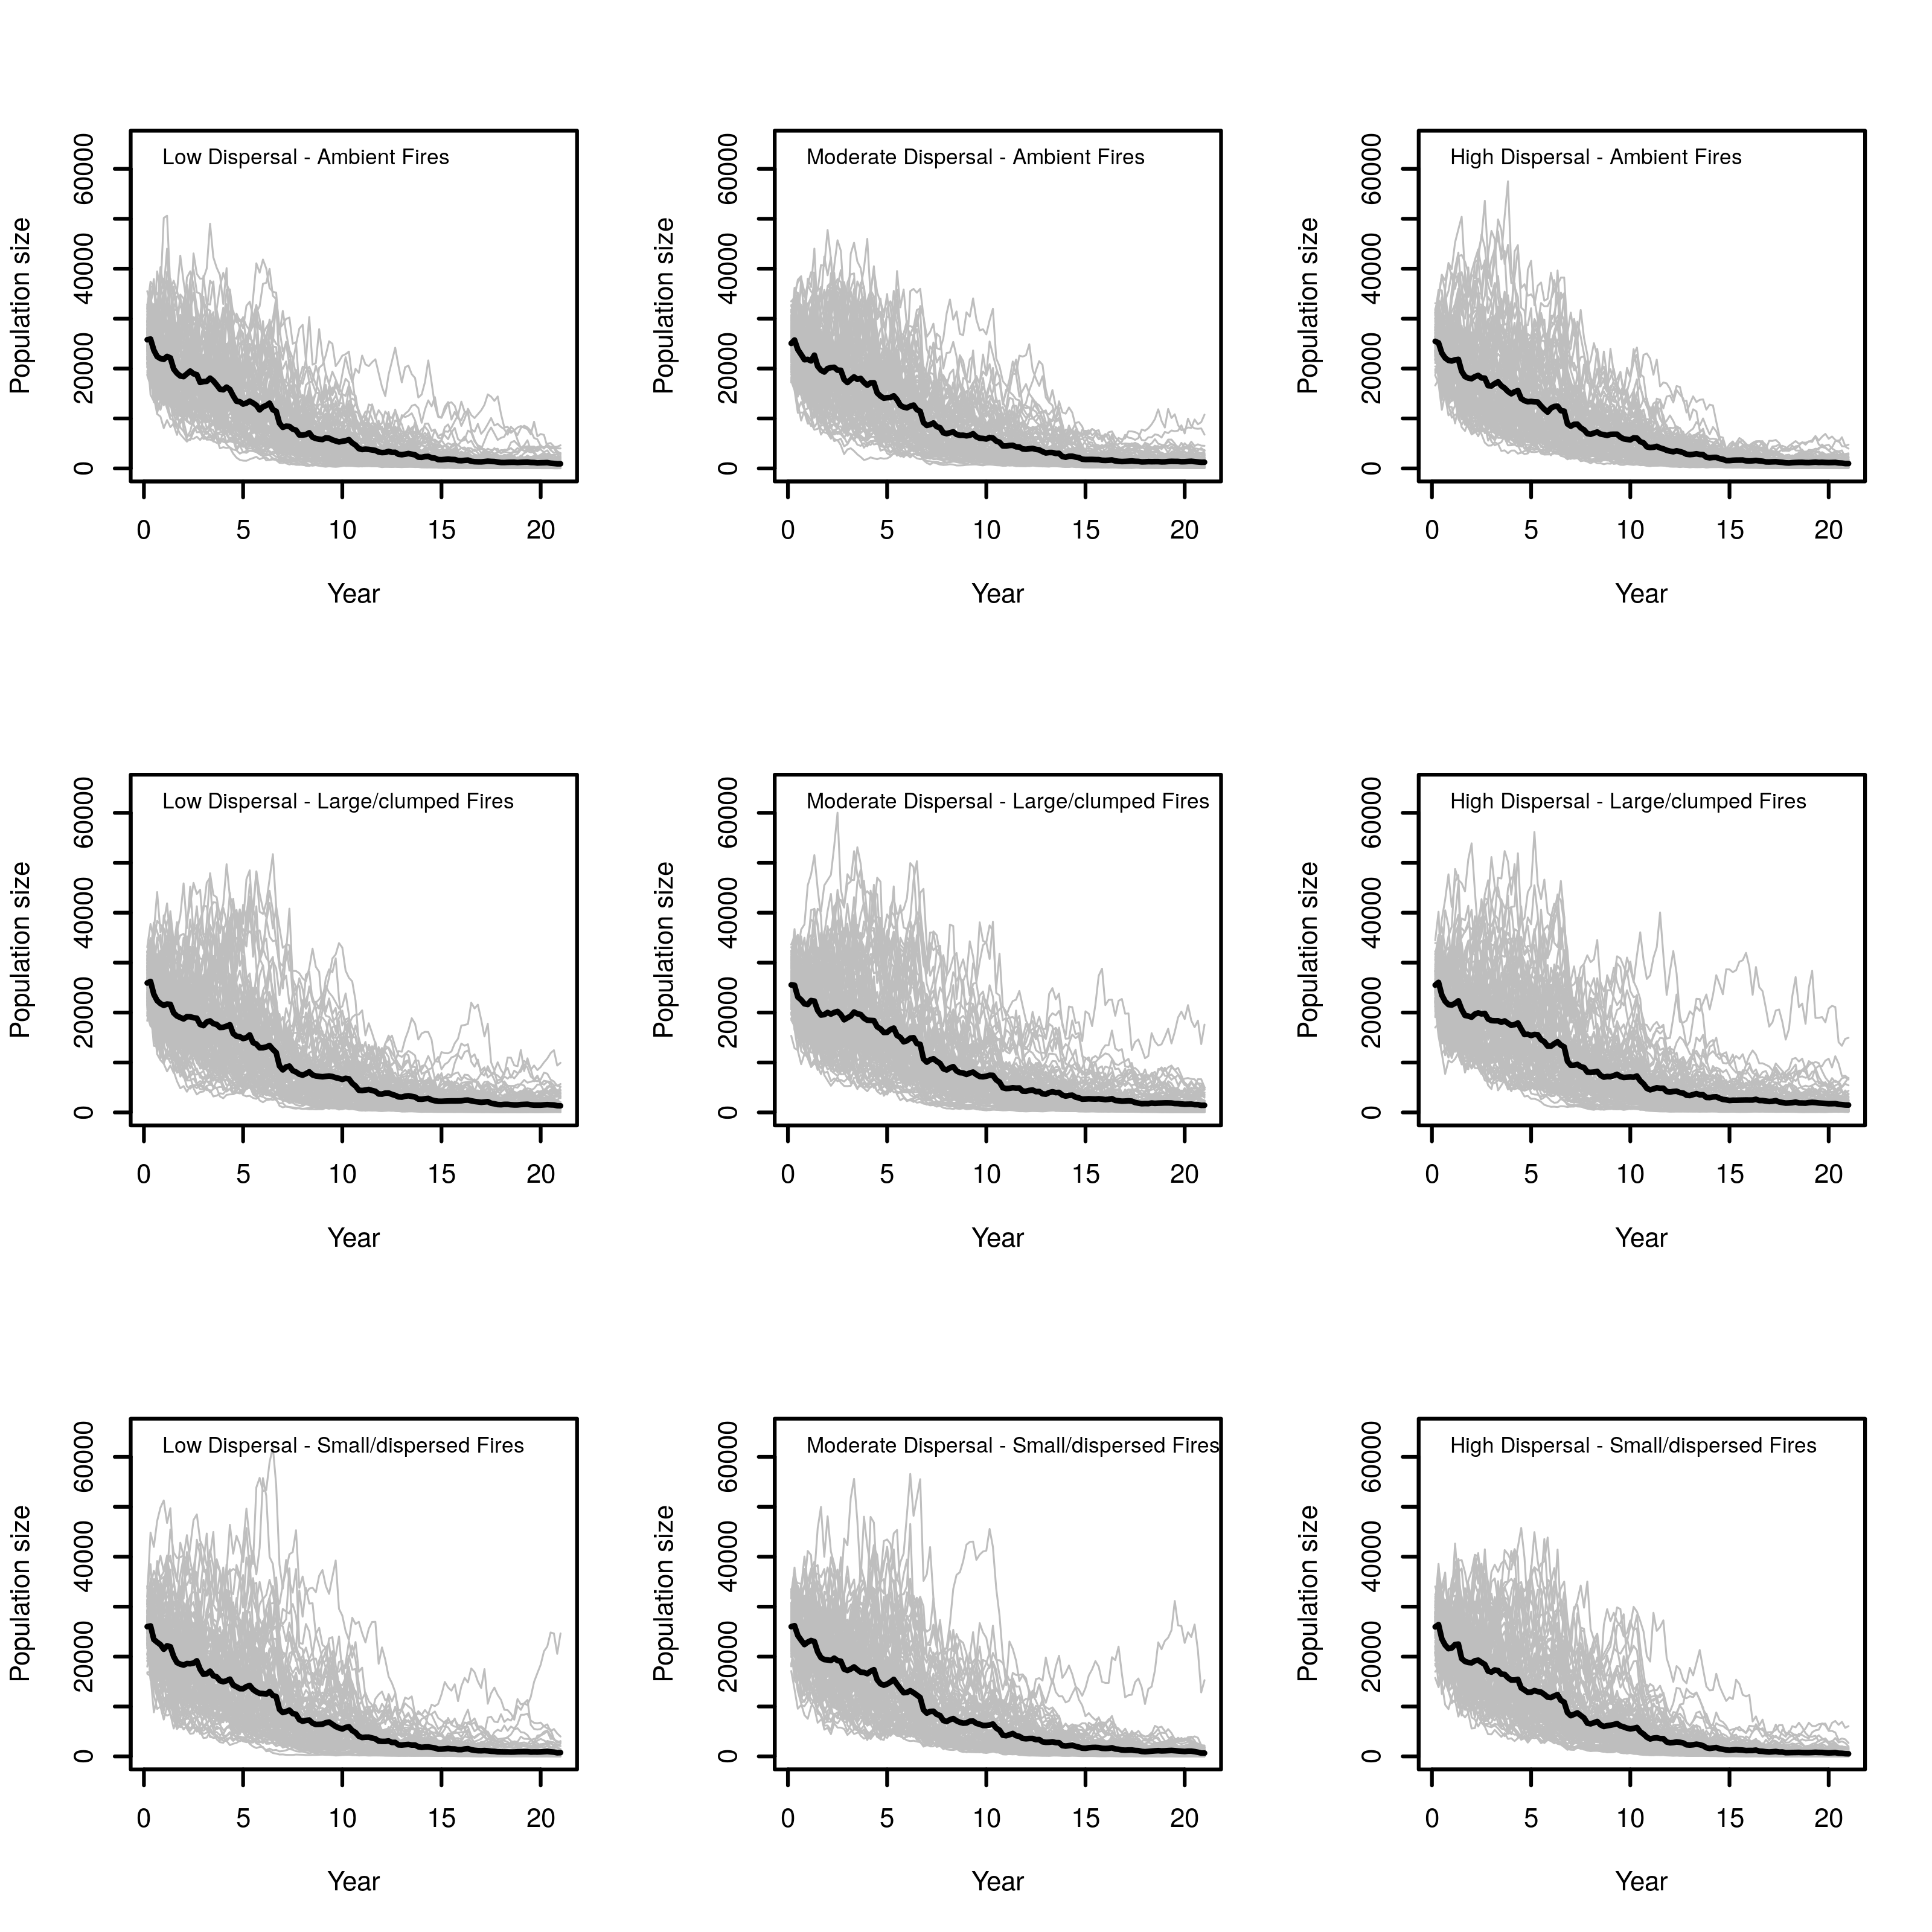 Low Dispersal - Ambient Fires
Population size
0
20000
40000
60000
0 5 10 15 20
Year
Moderate Dispersal - Ambient Fires
Population size
0
20000
40000
60000
0 5 10 15 20
Year
High Dispersal - Ambient Fires
Population size
0
20000
40000
60000
0 5 10 15 20
Year
Low Dispersal - Large/clumped Fires
Population size
0
20000
40000
60000
0 5 10 15 20
Year
Moderate Dispersal - Large/clumped Fires
Population size
0
20000
40000
60000
0 5 10 15 20
Year
High Dispersal - Large/clumped Fires
Population size
0
20000
40000
60000
0 5 10 15 20
Year
Low Dispersal - Small/dispersed Fires
Population size
0
20000
40000
60000
0 5 10 15 20
Year
Moderate Dispersal - Small/dispersed Fires
Population size
0
20000
40000
60000
0 5 10 15 20
Year
High Dispersal - Small/dispersed Fires
Population size
0
20000
40000
60000
0 5 10 15 20
Year